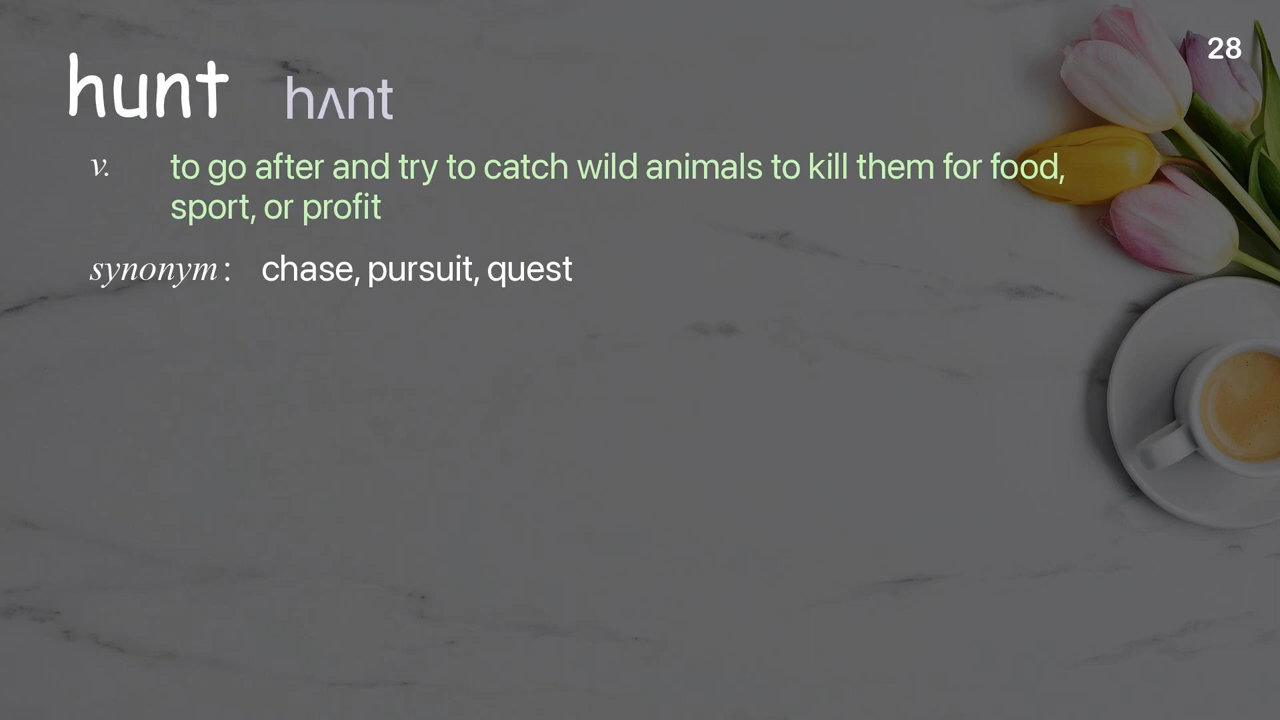 28
hunt hʌnt
v. to go after and try to catch wild animals to kill them for food,
sport, or profit
synonym: chase, pursuit, quest